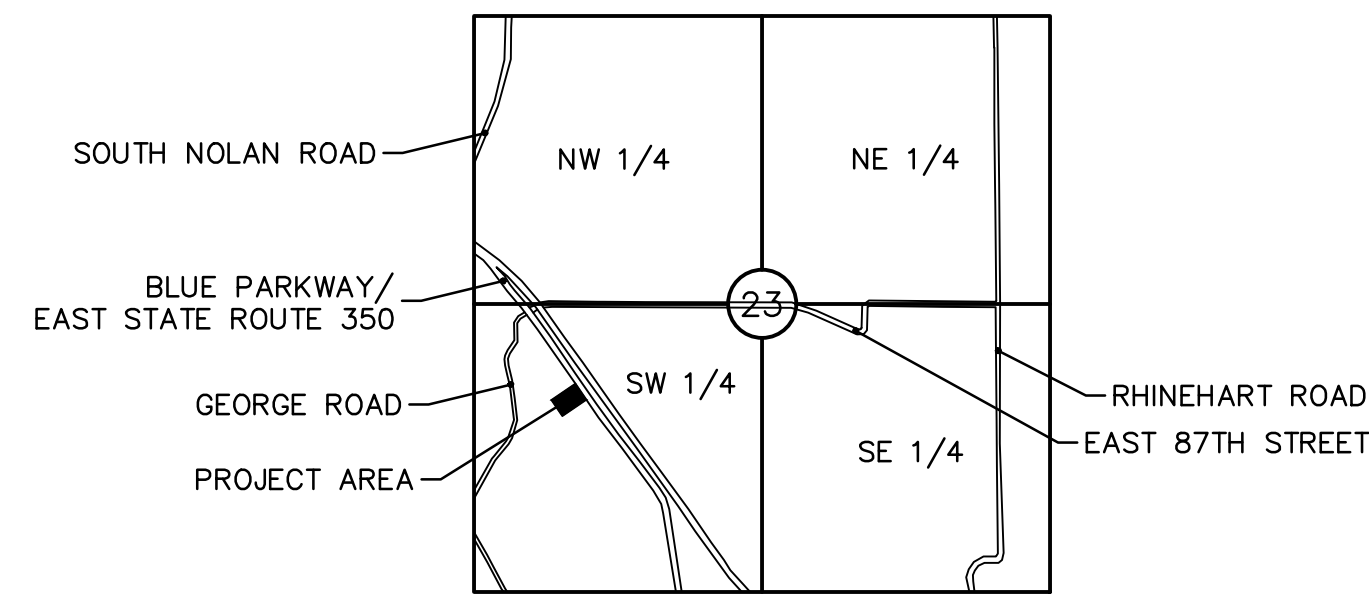 SOUTH NOLAN ROAD
NW 1/4
NE 1/4
BLUE PARKWAY/
EAST STATE ROUTE 350
23
GEORGE ROAD
SW 1/4
RHINEHART ROAD
EAST 87TH STREET
SE 1/4
PROJECT AREA